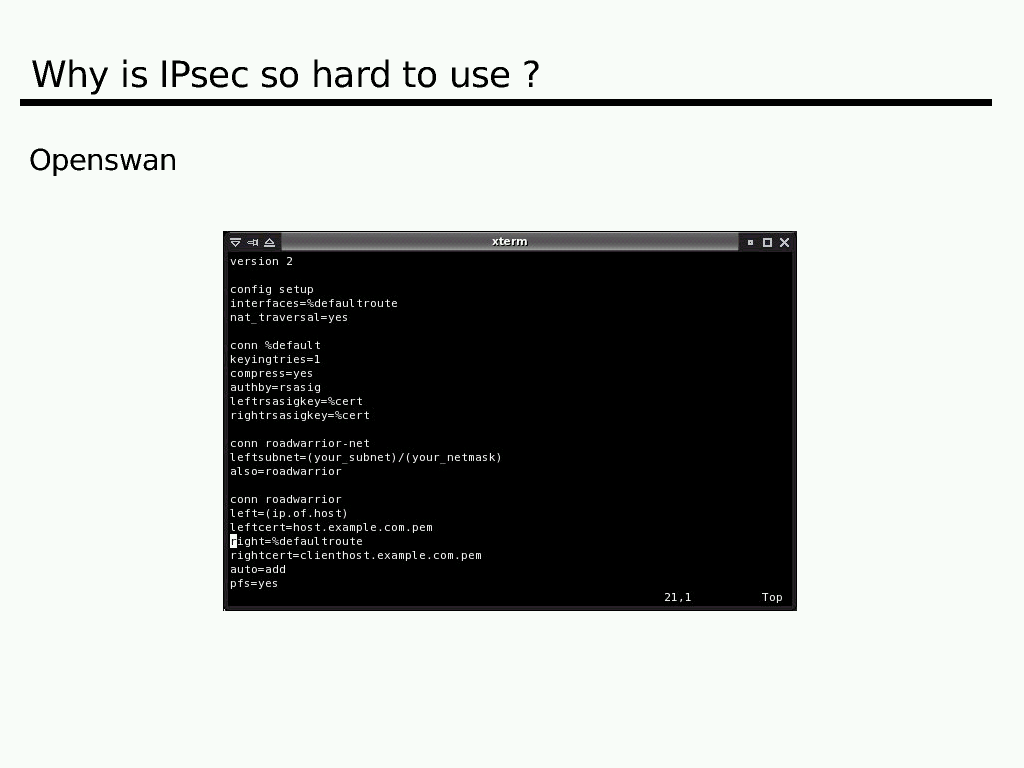 Why is IPsec so hard to use ?
Openswan
xterm
version 2
config setup
interfaces=%defaultroute
nat_traversal=yes
conn %default
keyingtries=1
compress=yes
authby=rsasig
leftrsasigkey=%cert
rightrsasigkey=%cert
conn roadwarrior-net
leftsubnet=(your_subnet)/(your_netmask)
also=roadwarrior
conn roadwarrior
left=(ip.of.host)
leftcert=host.example.com.pem
right=%defaultroute
rightcert=clienthost.example.com.pem
auto=add
pfs=yes
21,1 Top